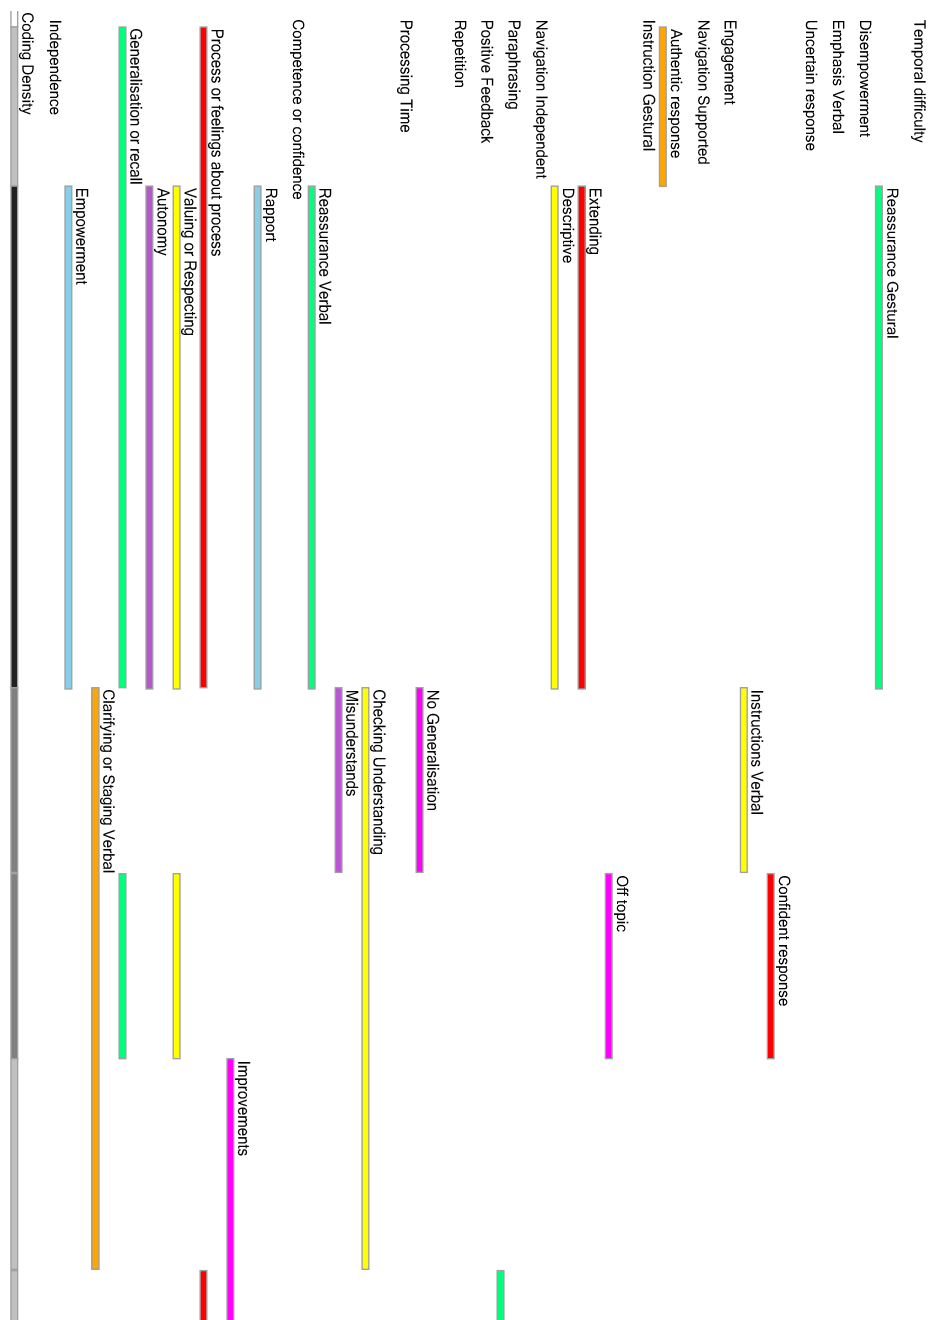 Coding Density
Independence
Empowerment
Clarifying or Staging Verbal
Generalisation or recall
Autonomy
Valuing or Respecting
Process or feelings about process
Improvements
Rapport
Competence or confidence
Reassurance Verbal
Misunderstands
Checking Understanding
Processing Time
No Generalisation
Repetition
Positive Feedback
Paraphrasing
Navigation Independent
Descriptive
Extending
Off topic
Instruction Gestural
Authentic response
Navigation Supported
Engagement
Instructions Verbal
Confident response
Uncertain response
Emphasis Verbal
Disempowerment
Reassurance Gestural
Temporal difficulty